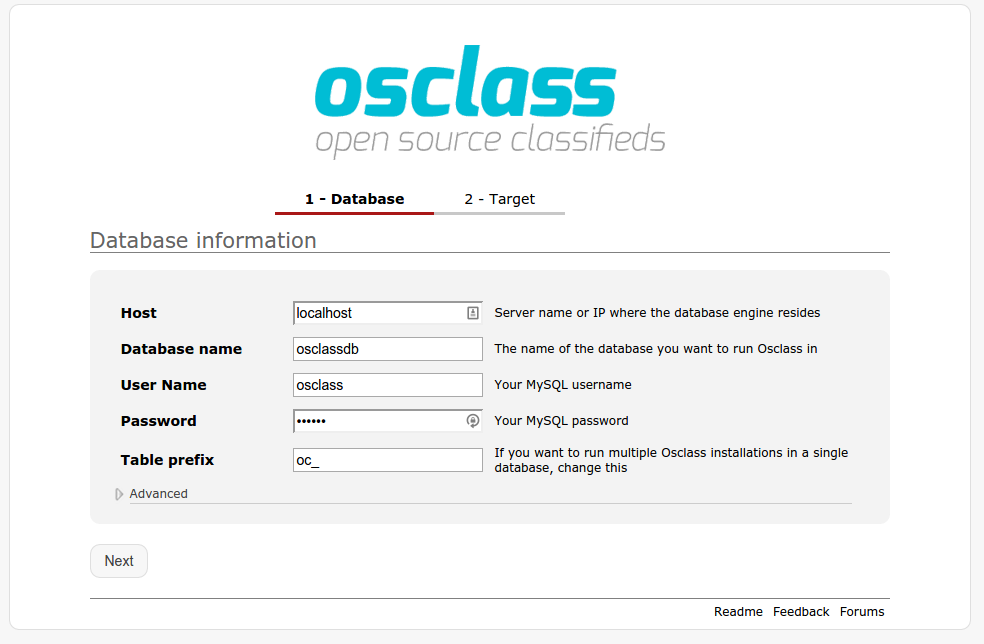 osclass
open source classifieds
1 - Database 2 - Target
Database information
Host localhost Server name or IP where the database engine resides
Database name osclassdb The name of the database you want to run Osclass in
User Name osclass Your MySQL username
Password •••••• Your MySQL password
Table prefix oc_ If you want to run multiple Osclass installations in a single
database, change this
Advanced
Next
Readme Feedback Forums